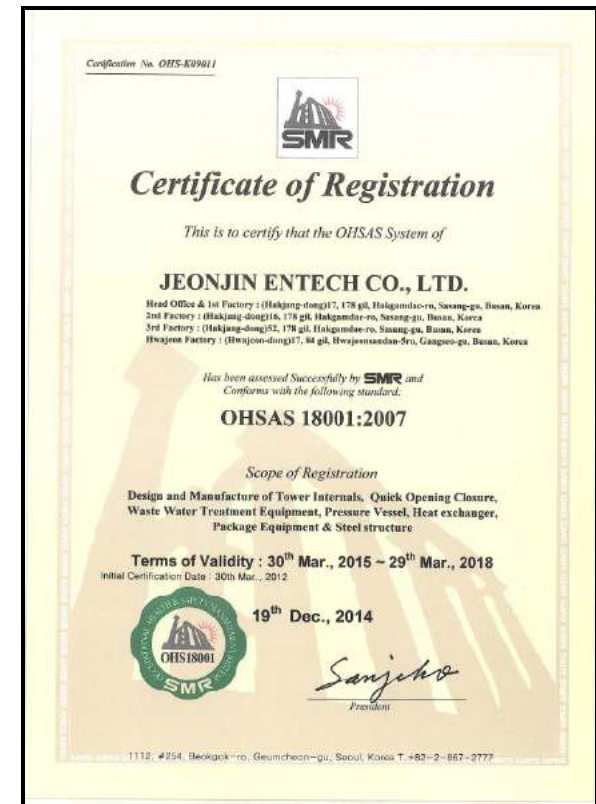 Certification No. OHS-K09011
SMR
Certificate of Registration
This is to certify that the OHSAS System of
JEONJIN ENTECH CO., LTD.
Head Office & 1st Factory : (Hakjang-dong)17, 178 gil, Hakgamdae-ro, Sasang-gu, Busan, Korea
2nd Factory : (Hakjang-dong)16, 178 gil, Hakgamdae-ro, Sasang-gu, Busan, Korea
3rd Factory : (Hakjang-dong)52, 178 gil, Hakgamdae-ro, Sasang-gu, Busan, Korea
Hwajeon Factory : (Hwajeon-dong)17, 84 gil, Hwajeonsandan-5ro, Gangseo-gu, Busan, Korea
Has been assessed Successfully by SMR and
Conforms with the following standard:
OHSAS 18001:2007
Scope of Registration
Design and Manufacture of Tower Internals, Quick Opening Closure,
Waste Water Treatment Equipment, Pressure Vessel, Heat exchanger,
Package Equipment & Steel structure
Terms of Validity : 30th Mar., 2015 ~ 29th Mar., 2018
Initial Certification Date : 30th Mar., 2012
19th Dec., 2014
OCCUPATIONAL HEALTH & SAFETY MANAGEMENT SYSTEM
OHS18001
SMR
President
1112, #254, Beokgok-ro, Geumcheon-gu, Seoul, Korea T. +82-2-867-2777